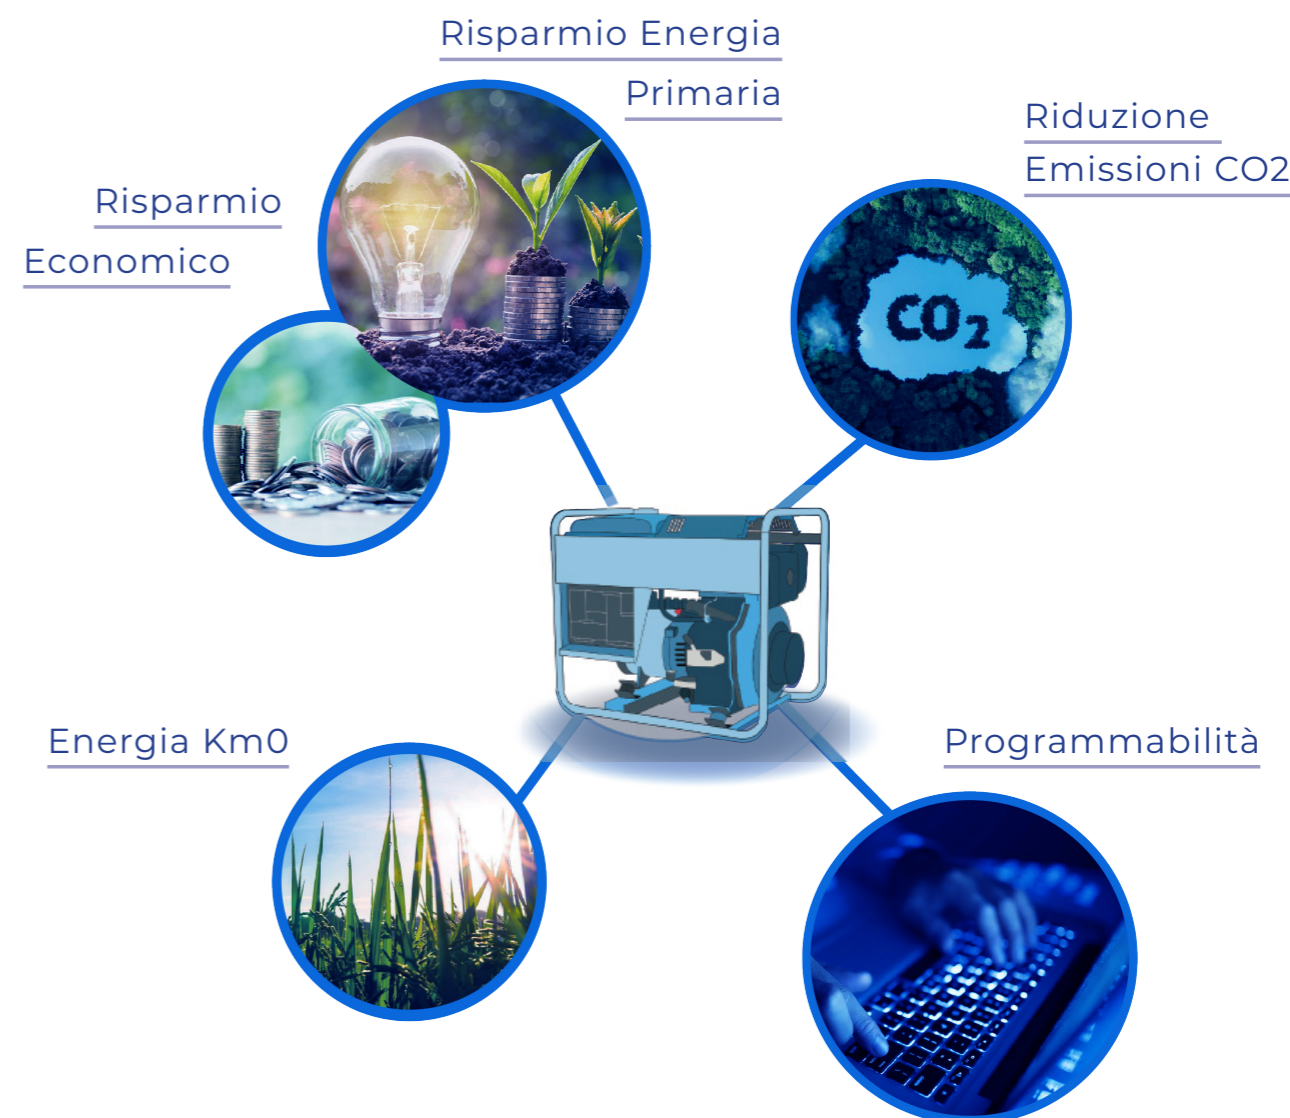 Risparmio Energia
Primaria
Riduzione
Emissioni CO2
Risparmio
Economico
CO2
Energia Km0
Programmabilità